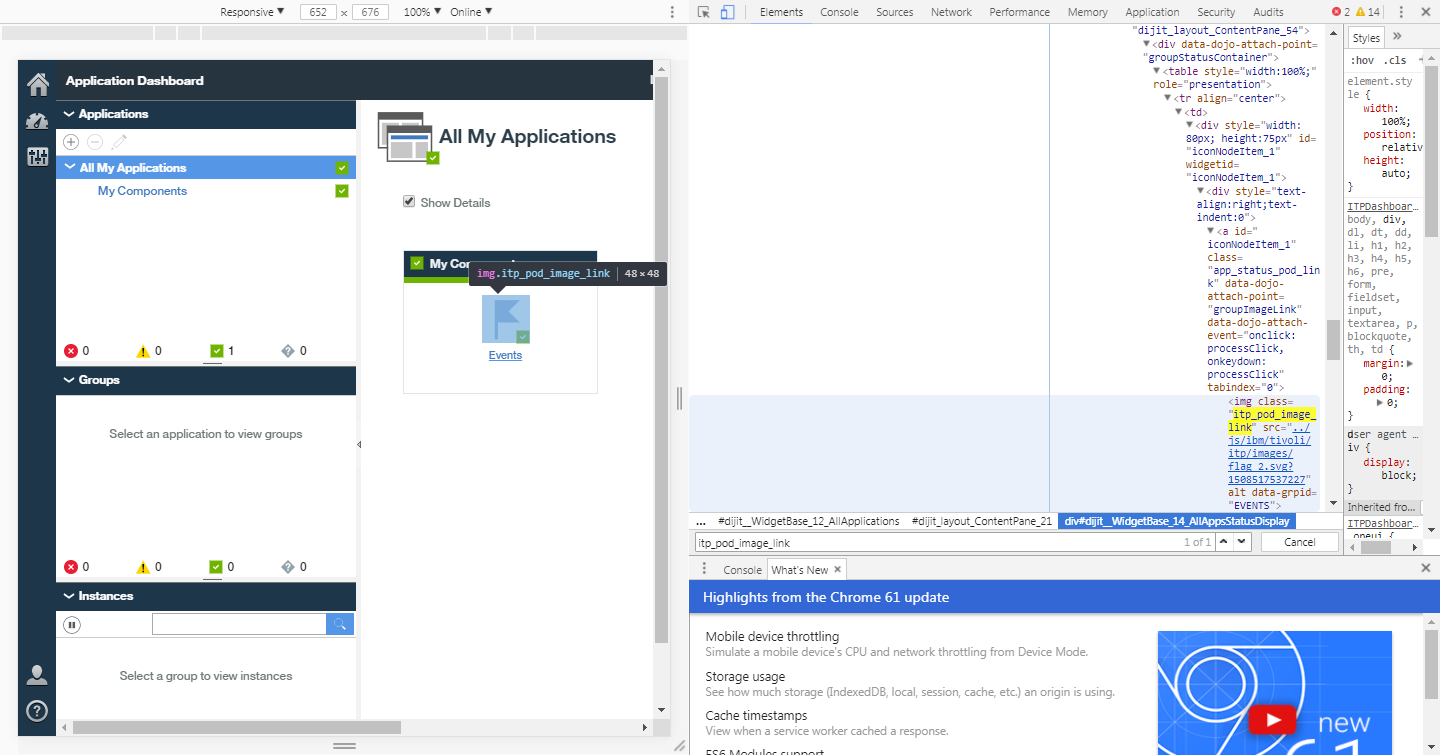 Responsive ▼ 652 x 676 100% ▼ Online ▼
Application Dashboard
Applications
All My Applications
My Components
0 0 1 0
Groups
Select an application to view groups
0 0 0 0
Instances
Select a group to view instances
All My Applications
Show Details
img.itp_pod_image_link 48 × 48
Events
Elements Console Sources Network Performance Memory Application Security Audits 2 14
"dijit_layout_ContentPane_54">
▼<div data-dojo-attach-point=
"groupStatusContainer">
▼<table style="width:100%;"
role="presentation">
▼<tr align="center">
▼<td>
▼<div style="width:
80px; height:75px" id=
"iconNodeItem_1"
widgetid=
"iconNodeItem_1">
▼<div style="text-
align:right;text-
indent:0">
▼<a id="
iconNodeItem_1"
class=
"app_status_pod_lin
k" data-dojo-
attach-point=
"groupImageLink"
data-dojo-attach-
event="onclick:
processClick,
onkeydown:
processClick"
tabindex="0">
<img class=
"itp_pod_image_
link" src="../
js/ibm/tivoli/
itp/images/
flag_2.svg?
1508517537227"
alt data-grpid=
"EVENTS">
... #dijit__WidgetBase_12_AllApplications #dijit_layout_ContentPane_21 div#dijit__WidgetBase_14_AllAppsStatusDisplay
itp_pod_image_link 1 of 1 Cancel
Styles »
:hov .cls +
element.sty
le {
width:
100%;
position:
relativ
height:
auto;
}
ITPDashboar…
body, div,
dl, dt, dd,
li, h1, h2,
h3, h4, h5,
h6, pre,
form,
fieldset,
input,
textarea, p,
blockquote,
th, td {
margin:▶
0;
padding:
▶ 0;
}
user agent …
iv {
display:
block;
}
Inherited fro…
ITPDashboar…
Console What's New ×
Highlights from the Chrome 61 update
Mobile device throttling
Simulate a mobile device's CPU and network throttling from Device Mode.
Storage usage
See how much storage (IndexedDB, local, session, cache, etc.) an origin is using.
Cache timestamps
View when a service worker cached a response.
ES6 Modules support
new
61